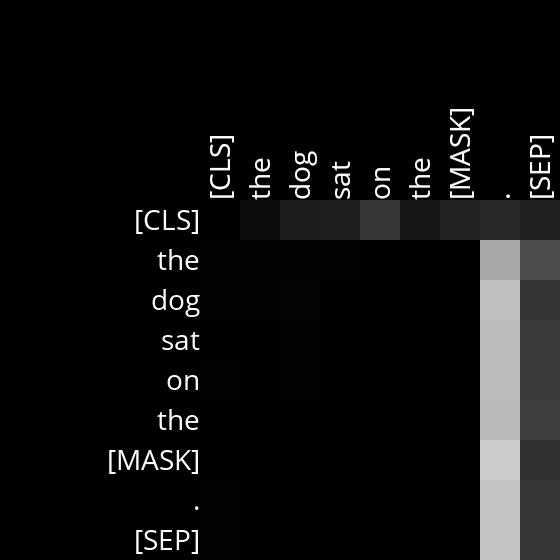 [CLS] the dog sat on the [MASK] . [SEP]
[CLS]
the
dog
sat
on
the
[MASK]
.
[SEP]